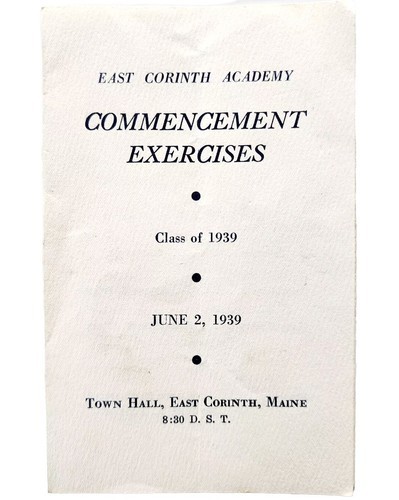 EAST CORINTH ACADEMY
COMMENCEMENT
EXERCISES
Class of 1939
JUNE 2, 1939
TOWN HALL, EAST CORINTH, MAINE
8:30 D. S. T.